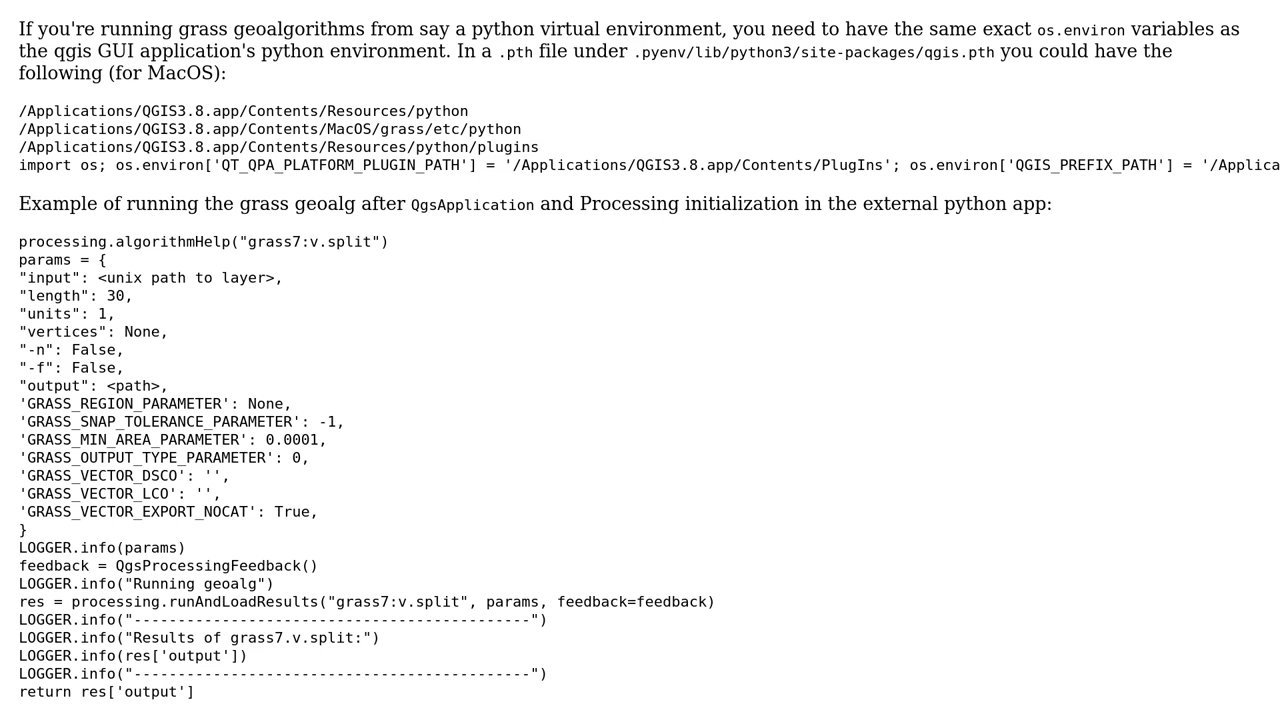 If you're running grass geoalgorithms from say a python virtual environment, you need to have the same exact os.environ variables as
the qgis GUI application's python environment. In a .pth file under .pyenv/lib/python3/site-packages/qgis.pth you could have the
following (for MacOS):
/Applications/QGIS3.8.app/Contents/Resources/python
/Applications/QGIS3.8.app/Contents/MacOS/grass/etc/python
/Applications/QGIS3.8.app/Contents/Resources/python/plugins
import os; os.environ['QT_QPA_PLATFORM_PLUGIN_PATH'] = '/Applications/QGIS3.8.app/Contents/PlugIns'; os.environ['QGIS_PREFIX_PATH'] = '/Applica
Example of running the grass geoalg after QgsApplication and Processing initialization in the external python app:
processing.algorithmHelp("grass7:v.split")
params = {
"input": <unix path to layer>,
"length": 30,
"units": 1,
"vertices": None,
"-n": False,
"-f": False,
"output": <path>,
'GRASS_REGION_PARAMETER': None,
'GRASS_SNAP_TOLERANCE_PARAMETER': -1,
'GRASS_MIN_AREA_PARAMETER': 0.0001,
'GRASS_OUTPUT_TYPE_PARAMETER': 0,
'GRASS_VECTOR_DSCO': '',
'GRASS_VECTOR_LCO': '',
'GRASS_VECTOR_EXPORT_NOCAT': True,
}
LOGGER.info(params)
feedback = QgsProcessingFeedback()
LOGGER.info("Running geoalg")
res = processing.runAndLoadResults("grass7:v.split", params, feedback=feedback)
LOGGER.info("---------------------------------------------")
LOGGER.info("Results of grass7.v.split:")
LOGGER.info(res['output'])
LOGGER.info("---------------------------------------------")
return res['output']